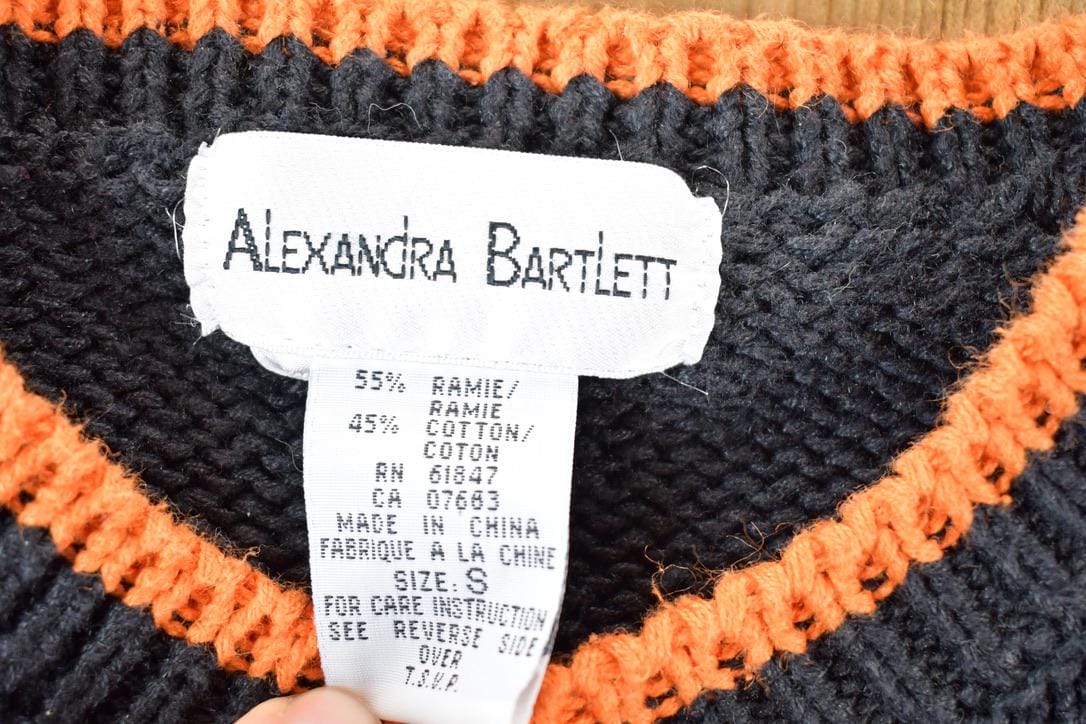 Alexandra Bartlett
55% RAMIE/
RAMIE
45% COTTON/
COTON
RN 61847
CA 07683
MADE IN CHINA
FABRIQUE A LA CHINE
SIZE: S
FOR CARE INSTRUCTION
SEE REVERSE SIDE
OVER
T.S.V.P.